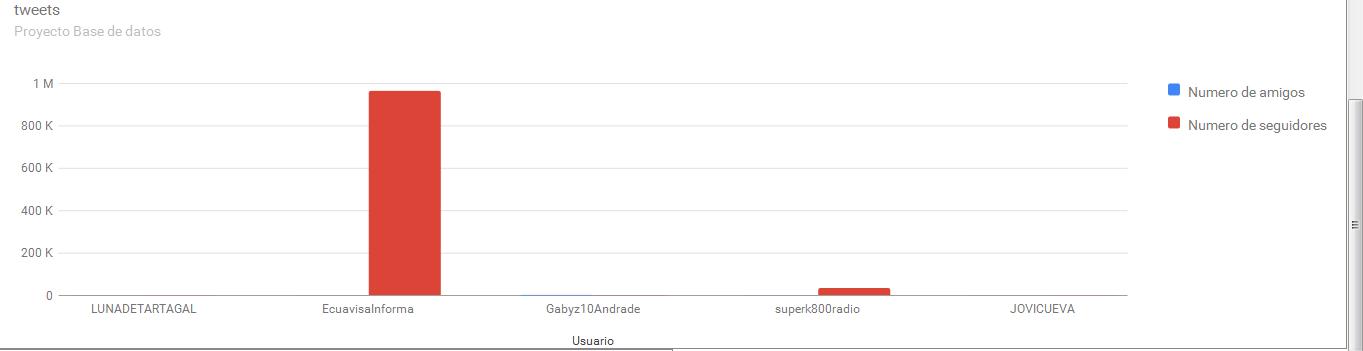 tweets
Proyecto Base de datos
1 M
800 K
600 K
400 K
200 K
0
Numero de amigos
Numero de seguidores
LUNADETARTAGAL EcuavisaInforma Gabyz10Andrade superk800radio JOVICUEVA
Usuario